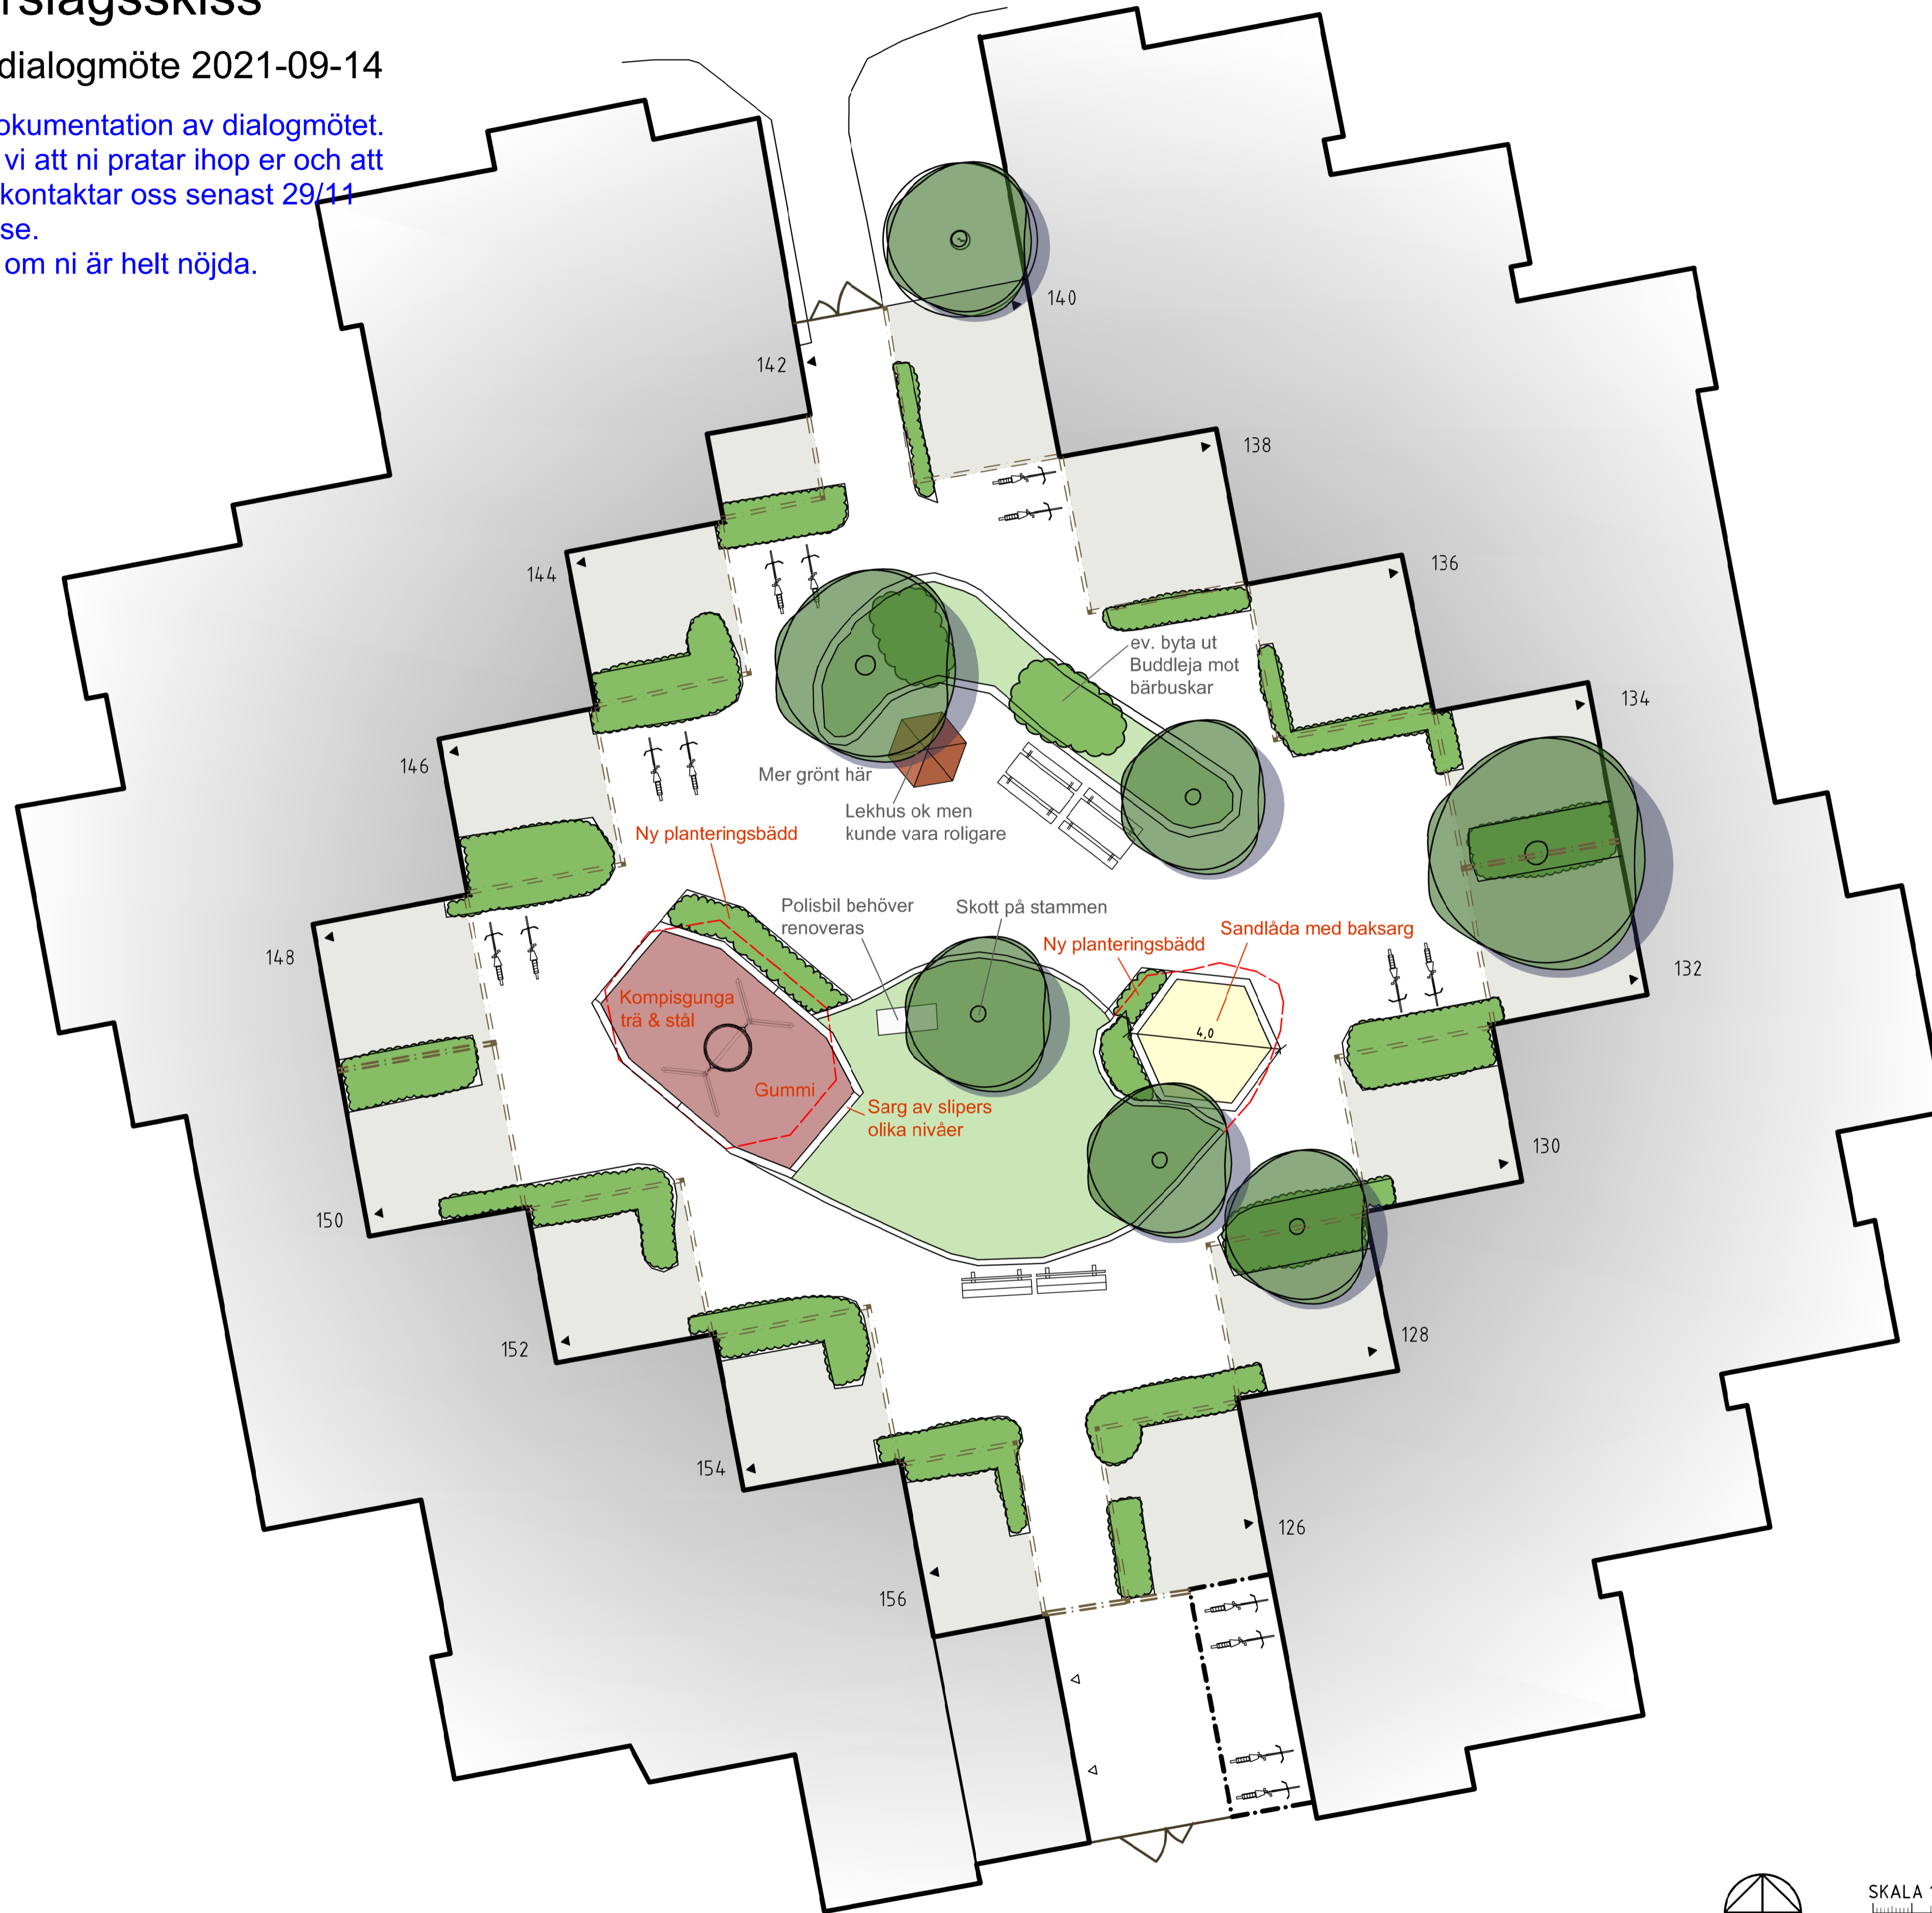 dialogmöte 2021-09-14
av dialogmötet.
vi att ni pratar ihop er och att
kontaktar oss senast 29/11
om ni är helt nöjda.
140
142
138
144
136
ev. byta ut
Buddleja mot
bärbuskar
134
146
Mer grönt här
Lekhus ok men
kunde vara roligare
Ny planteringsbädd
Polisbil behöver
renoveras
Skott på stammen
Ny planteringsbädd
Sandlåda med baksarg
148
132
Kompisgunga
trä & stål
4,0
Gummi
Sarg av slipers
olika nivåer
130
150
152
128
154
126
156
SKALA